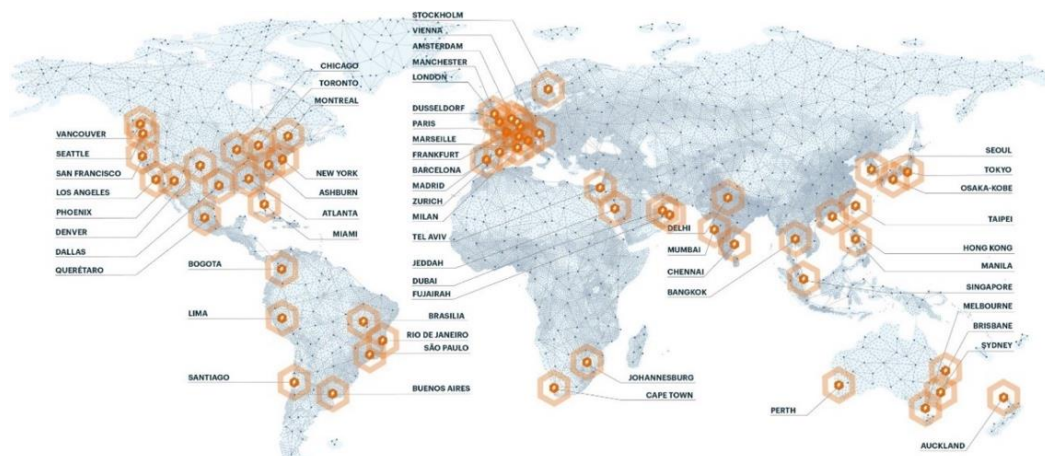 STOCKHOLM
VIENNA
AMSTERDAM
MANCHESTER
LONDON
DUSSELDORF
PARIS
MARSEILLE
FRANKFURT
BARCELONA
MADRID
ZURICH
MILAN
TEL AVIV
JEDDAH
DUBAI
FUJAIRAH
CHICAGO
TORONTO
MONTREAL
VANCOUVER
SEATTLE
SAN FRANCISCO
LOS ANGELES
PHOENIX
DENVER
DALLAS
QUERÉTARO
NEW YORK
ASHBURN
ATLANTA
MIAMI
BOGOTA
LIMA
SANTIAGO
BRASILIA
RIO DE JANEIRO
SÃO PAULO
BUENOS AIRES
JOHANNESBURG
CAPE TOWN
DELHI
MUMBAI
CHENNAI
BANGKOK
SEOUL
TOKYO
OSAKA-KOBE
TAIPEI
HONG KONG
MANILA
SINGAPORE
MELBOURNE
BRISBANE
SYDNEY
PERTH
AUCKLAND